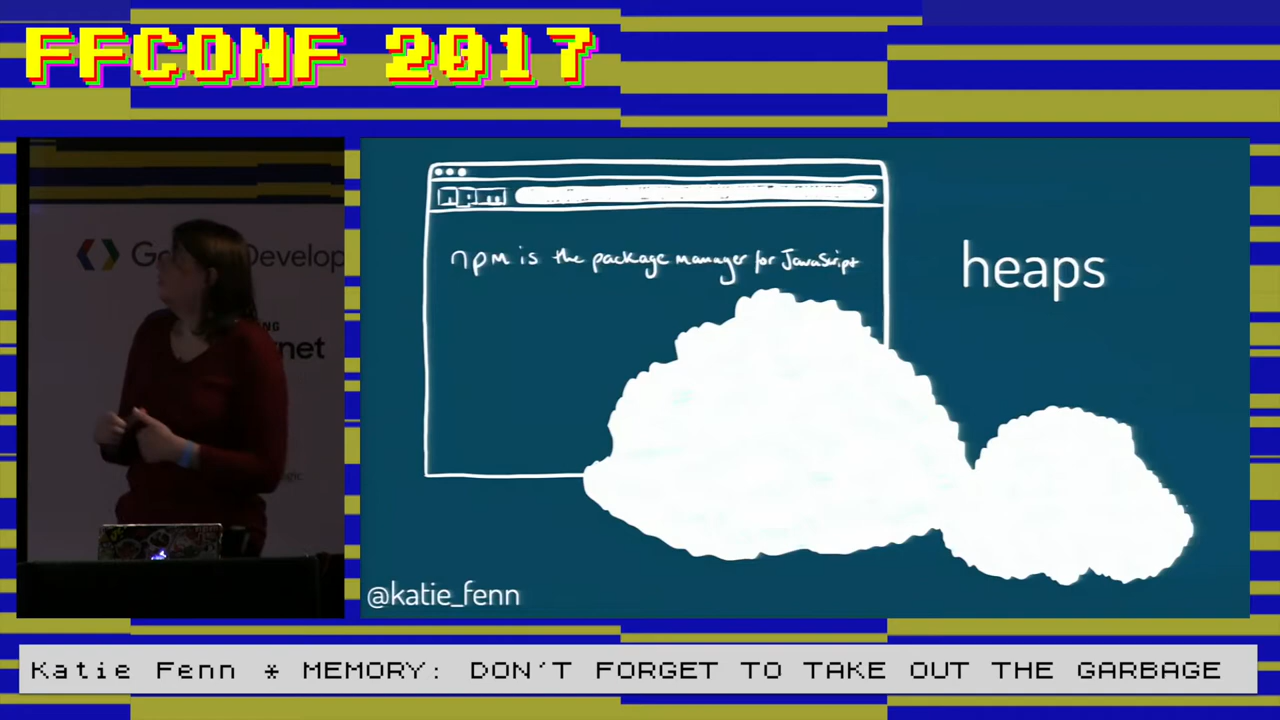 FFCONF 2017
npm
npm is the package manager for JavaScript
heaps
@katie_fenn
Katie Fenn * MEMORY: DON'T FORGET TO TAKE OUT THE GARBAGE